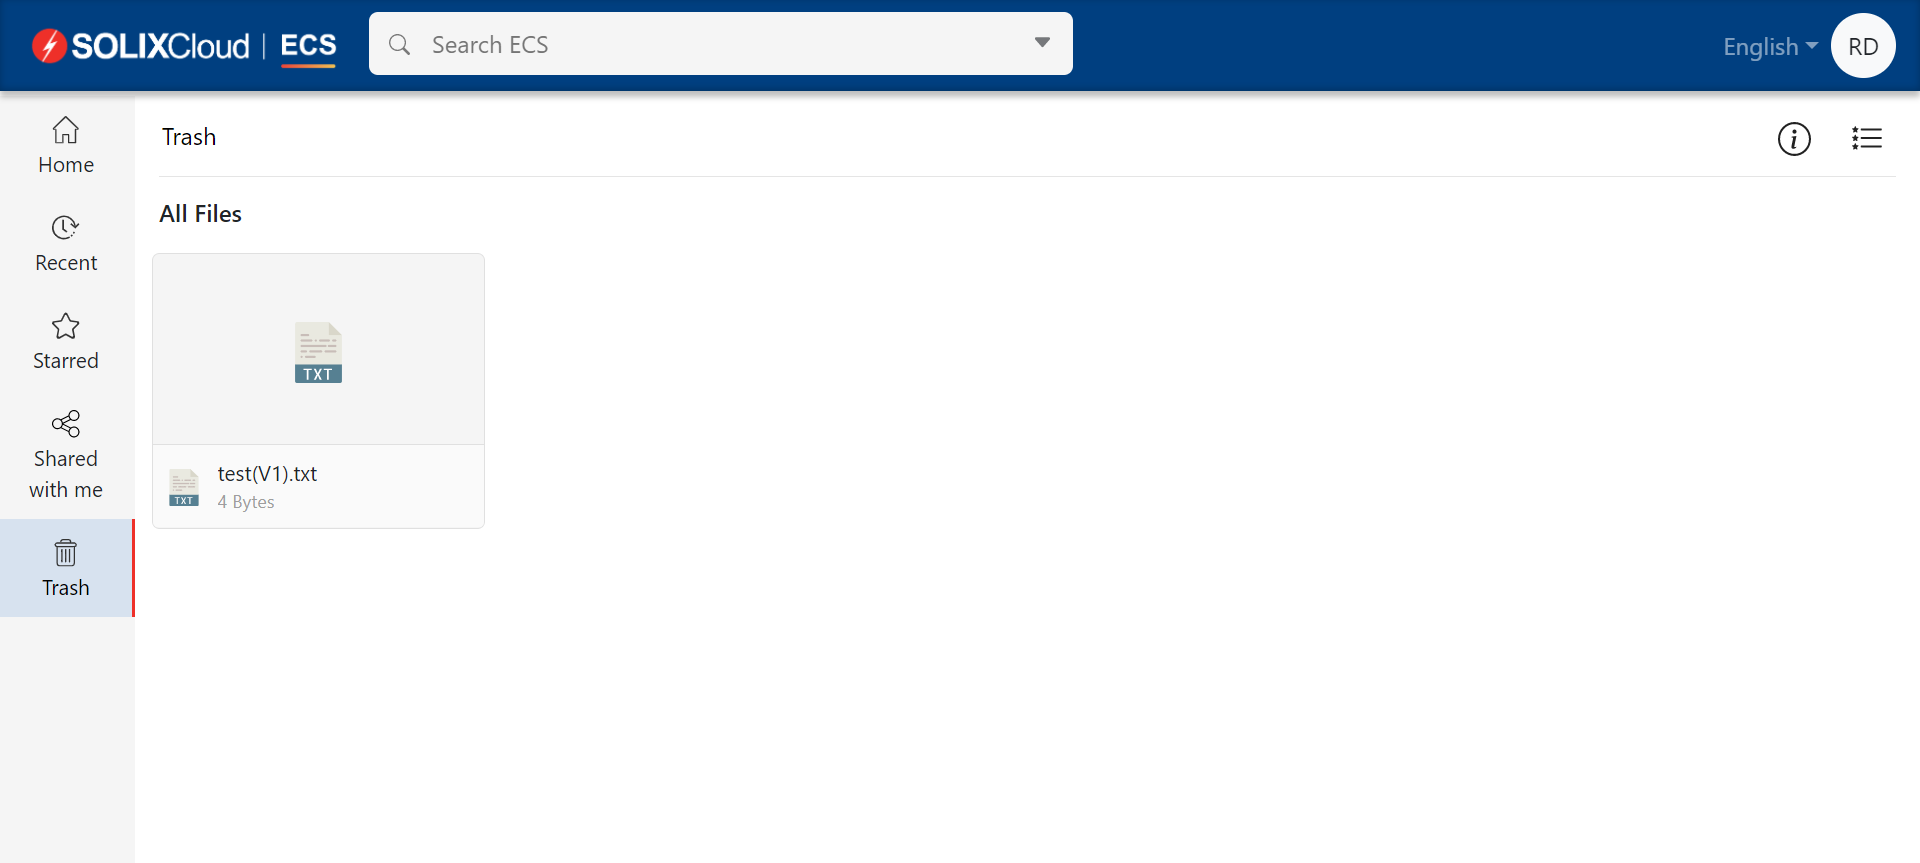 SOLIXCloud | ECS
Search ECS
English
RD
Home
Recent
Starred
Shared
with me
Trash
Trash
All Files
TXT
TXT
test(V1).txt
4 Bytes